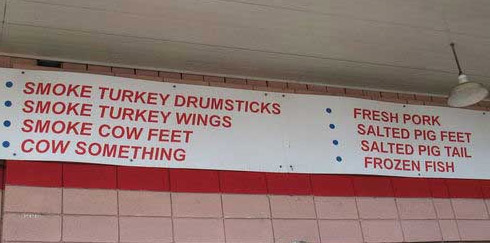 SMOKE TURKEY DRUMSTICKS
SMOKE TURKEY WINGS
SMOKE COW FEET
COW SOMETHING
FRESH PORK
SALTED PIG FEET
SALTED PIG TAIL
FROZEN FISH